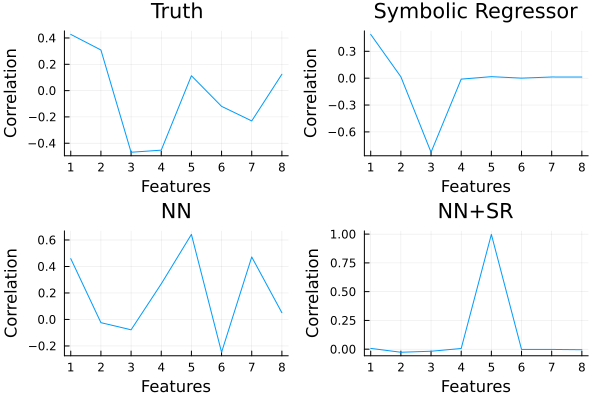 Truth
Correlation
0.4
0.2
0.0
−0.2
−0.4
1 2 3 4 5 6 7 8
Features
Symbolic Regressor
Correlation
0.3
0.0
−0.3
−0.6
1 2 3 4 5 6 7 8
Features
NN
Correlation
0.6
0.4
0.2
0.0
−0.2
1 2 3 4 5 6 7 8
Features
NN+SR
Correlation
1.00
0.75
0.50
0.25
0.00
1 2 3 4 5 6 7 8
Features